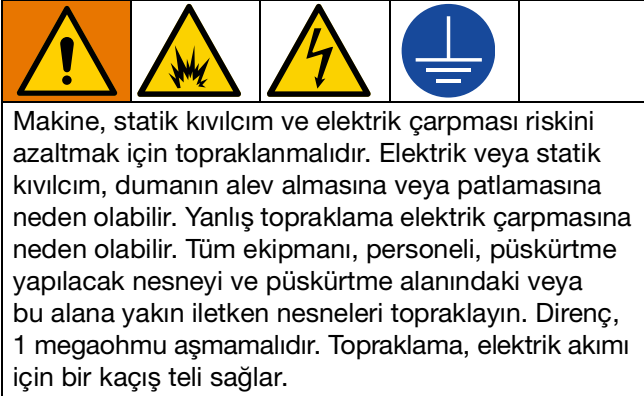 Makine, statik kıvılcım ve elektrik çarpması riskini
azaltmak için topraklanmalıdır. Elektrik veya statik
kıvılcım, dumanın alev almasına veya patlamasına
neden olabilir. Yanlış topraklama elektrik çarpmasına
neden olabilir. Tüm ekipmanı, personeli, püskürtme
yapılacak nesneyi ve püskürtme alanındaki veya
bu alana yakın iletken nesneleri topraklayın. Direnç,
1 megaohmu aşmamalıdır. Topraklama, elektrik akımı
için bir kaçış teli sağlar.